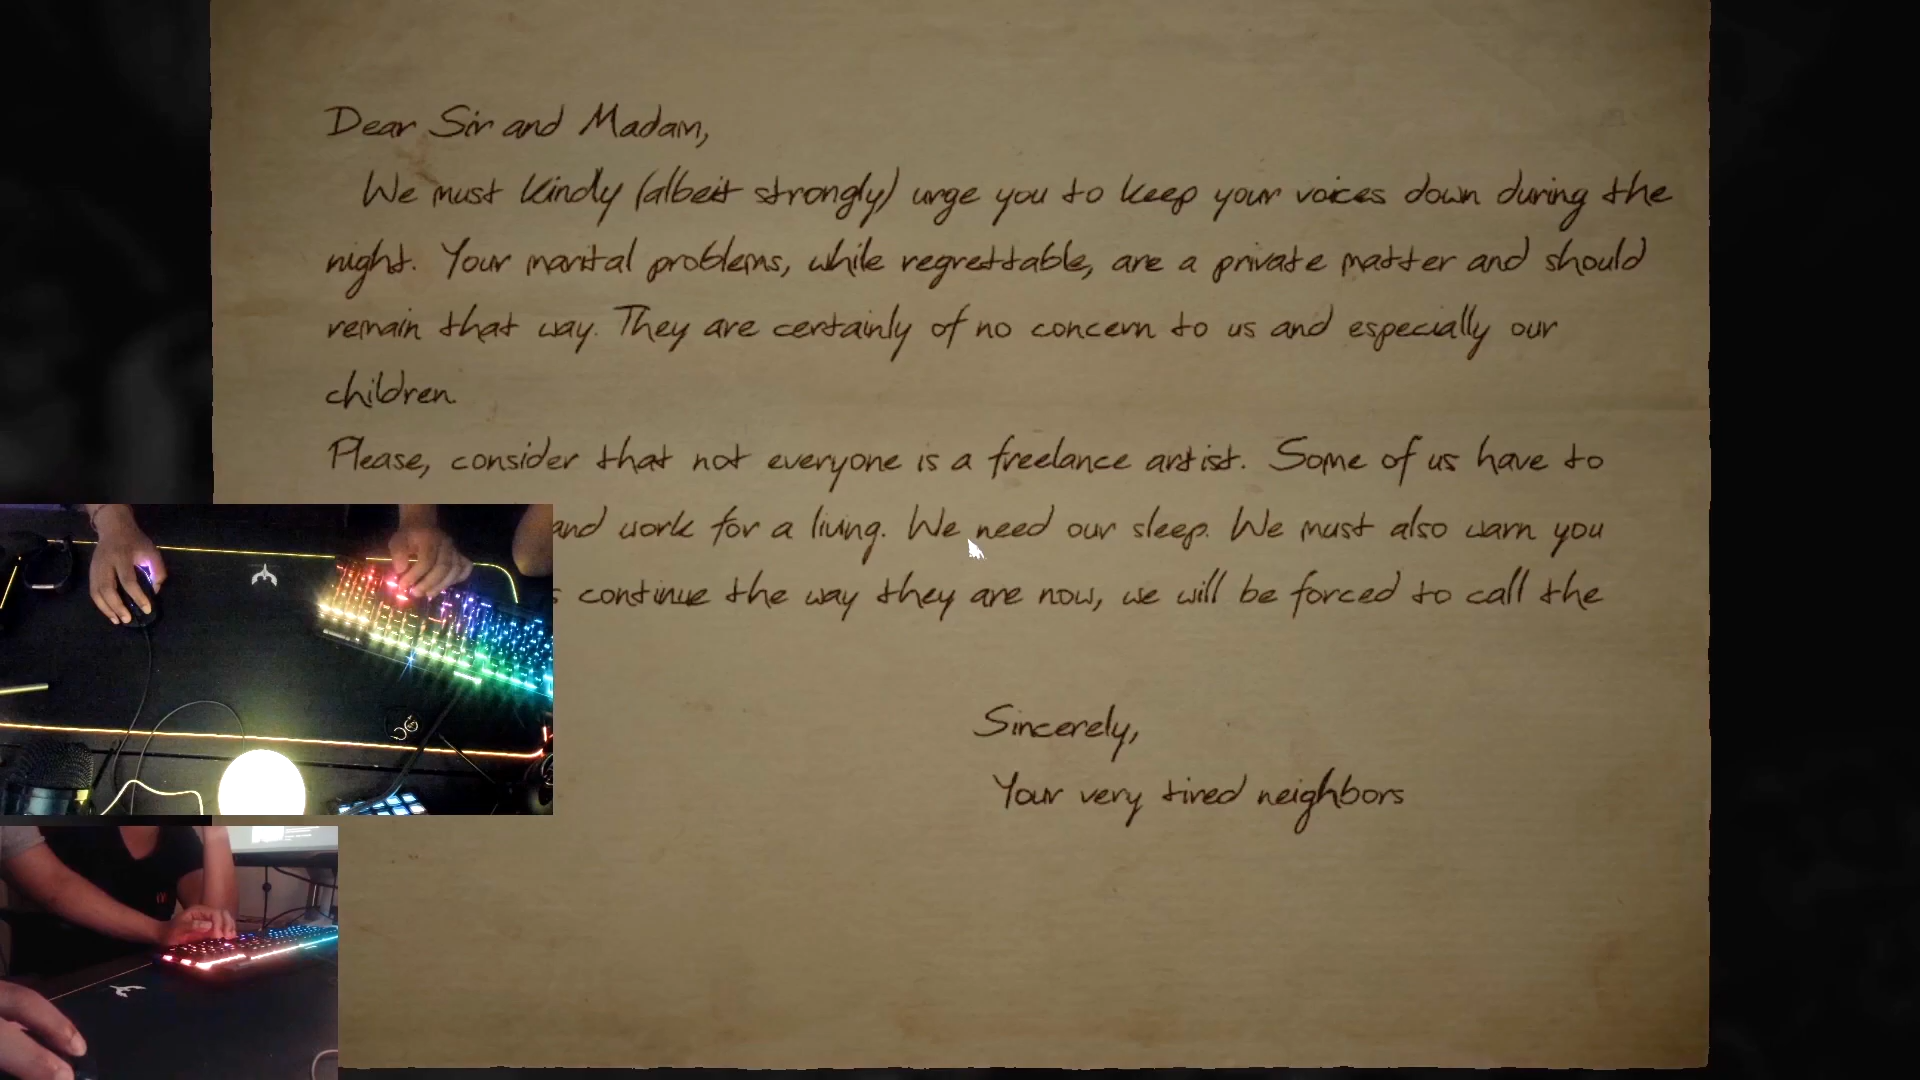 Dear Sir and Madam,
We must kindly (albeit strongly) urge you to keep your voices down during the
night. Your marital problems, while regrettable, are a private matter and should
remain that way. They are certainly of no concern to us and especially our
children.
Please, consider that not everyone is a freelance artist. Some of us have to
and work for a living. We need our sleep. We must also warn you
continue the way they are now, we will be forced to call the
Sincerely,
Your very tired neighbors